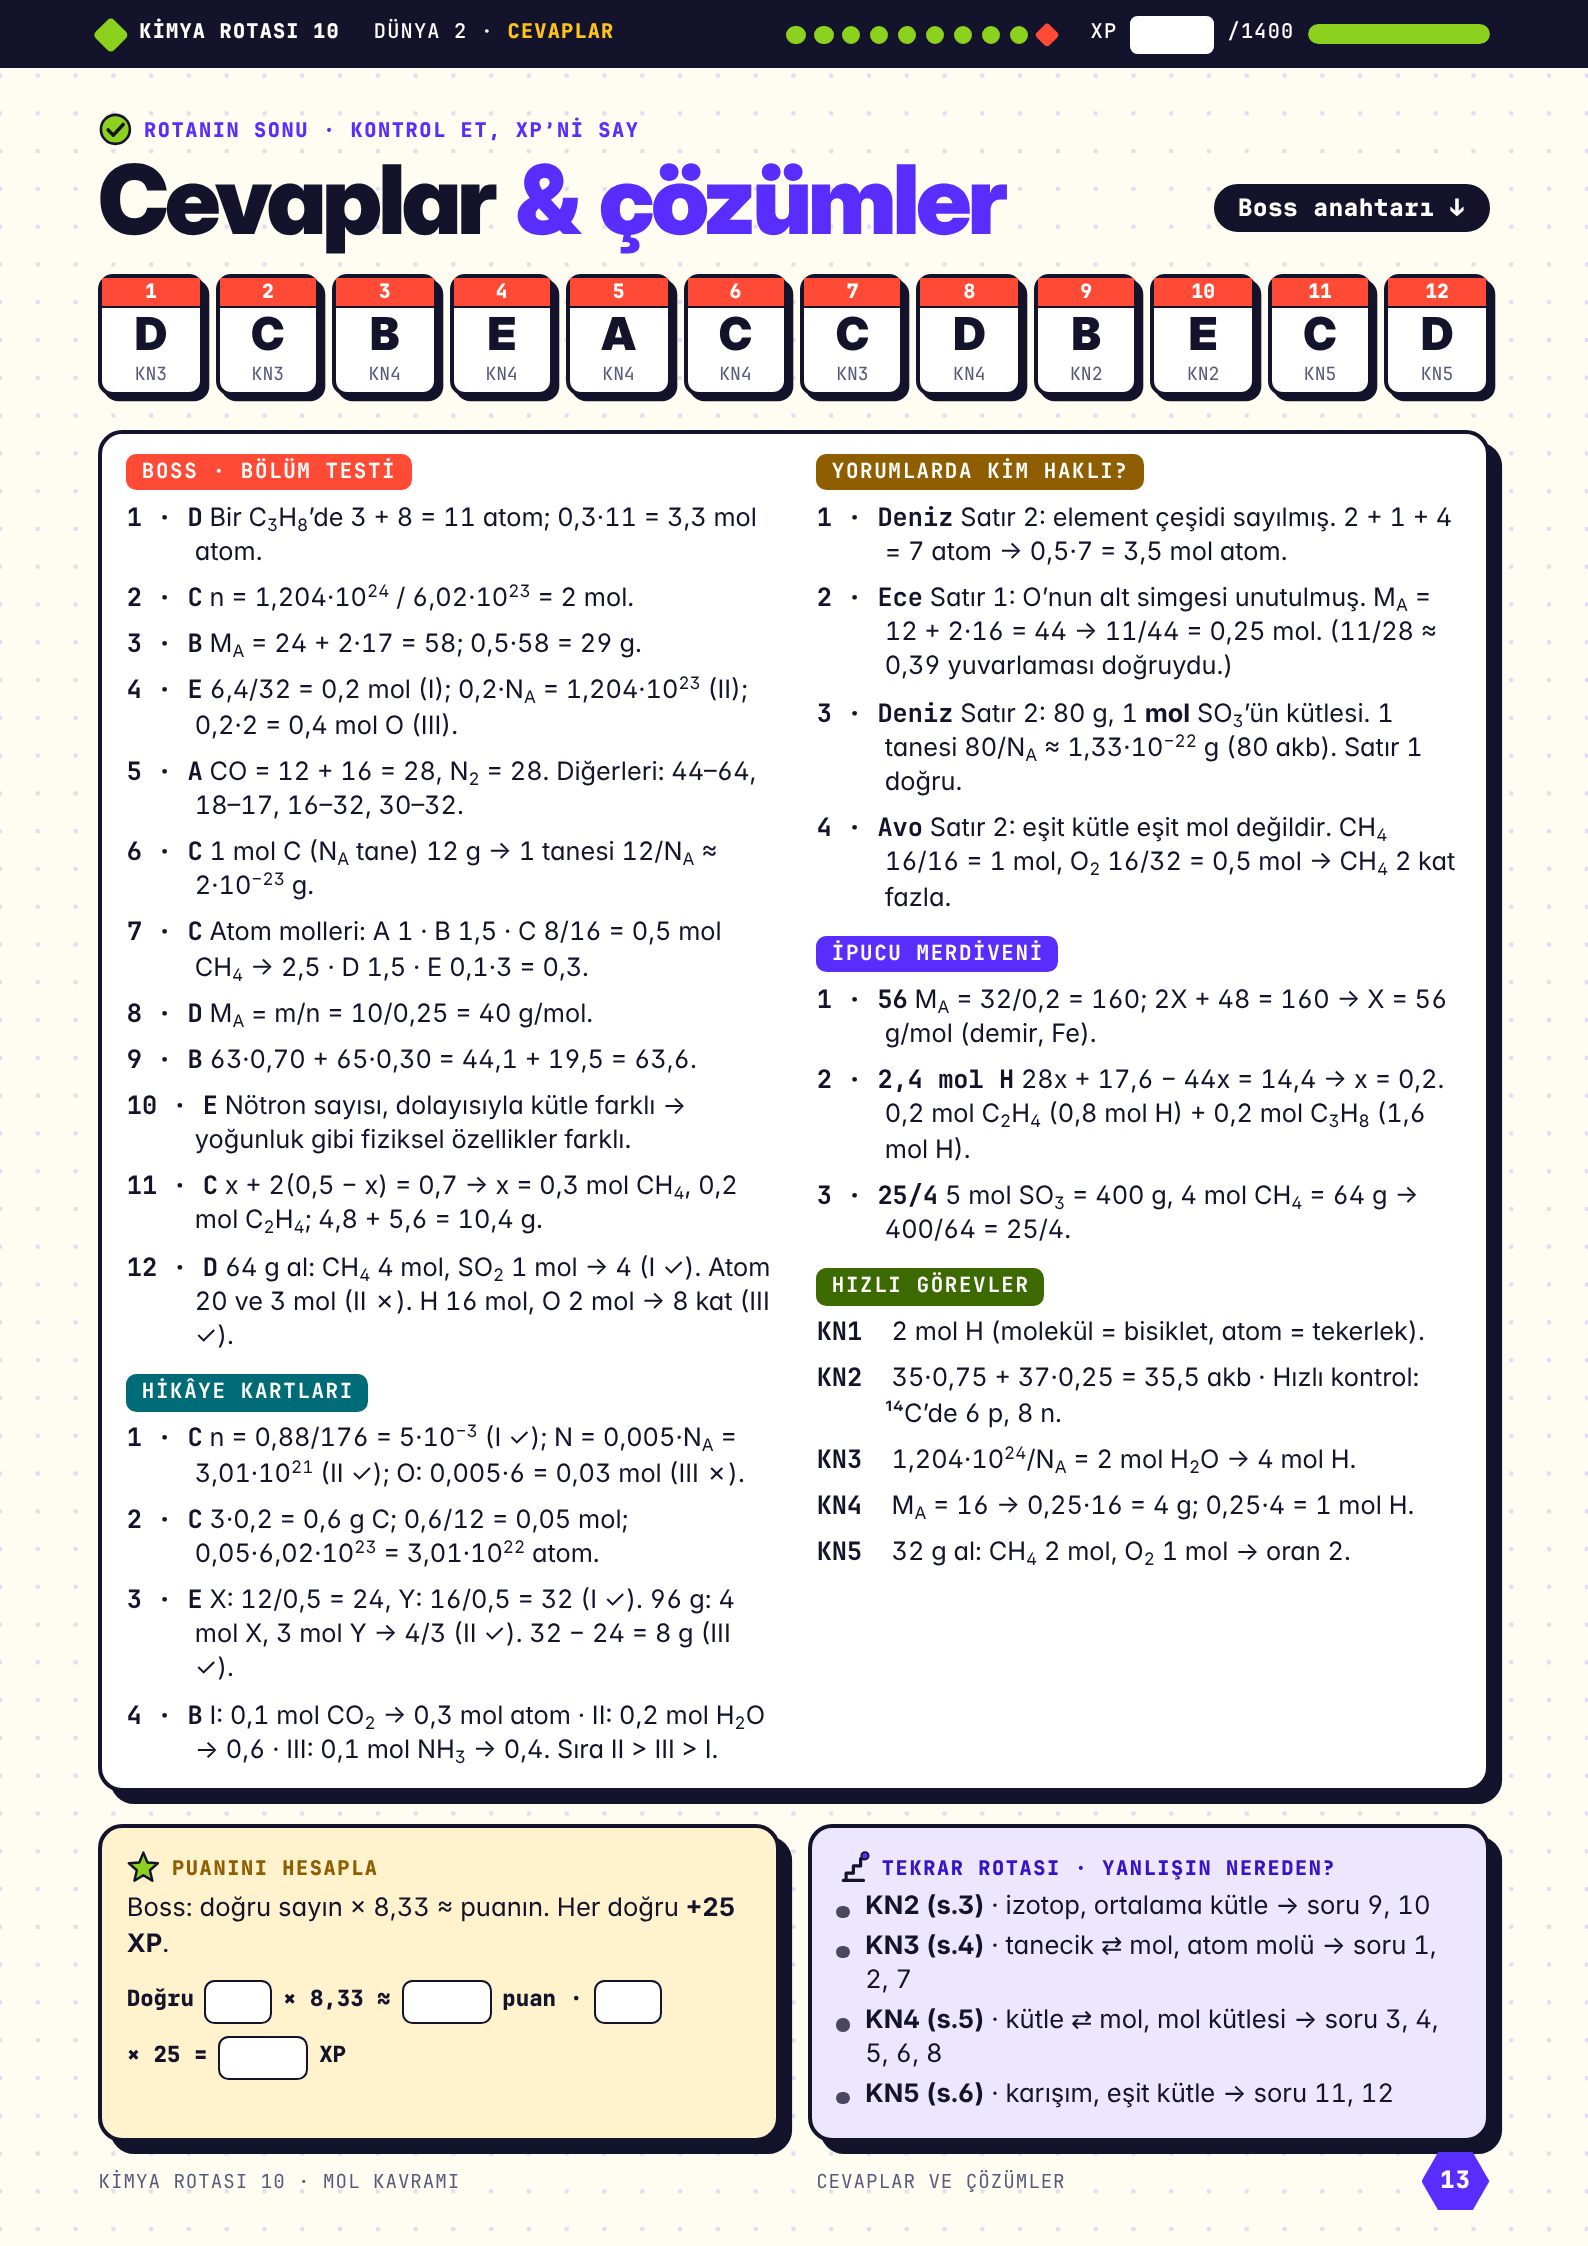 KİMYA ROTASI 10 DÜNYA 2 · CEVAPLAR XP /1400
ROTANIN SONU · KONTROL ET, XP’Nİ SAY
Cevaplar & çözümler
Boss anahtarı ↓
1 2 3 4 5 6 7 8 9 10 11 12
D C B E A C C D B E C D
KN3 KN3 KN4 KN4 KN4 KN4 KN3 KN4 KN2 KN2 KN5 KN5
BOSS · BÖLÜM TESTİ
1 · D Bir C₃H₈’de 3 + 8 = 11 atom; 0,3·11 = 3,3 mol
atom.
2 · C n = 1,204·10²⁴ / 6,02·10²³ = 2 mol.
3 · B M_A = 24 + 2·17 = 58; 0,5·58 = 29 g.
4 · E 6,4/32 = 0,2 mol (I); 0,2·N_A = 1,204·10²³ (II);
0,2·2 = 0,4 mol O (III).
5 · A CO = 12 + 16 = 28, N₂ = 28. Diğerleri: 44–64,
18–17, 16–32, 30–32.
6 · C 1 mol C (N_A tane) 12 g → 1 tanesi 12/N_A ≈
2·10⁻²³ g.
7 · C Atom molleri: A 1 · B 1,5 · C 8/16 = 0,5 mol
CH₄ → 2,5 · D 1,5 · E 0,1·3 = 0,3.
8 · D M_A = m/n = 10/0,25 = 40 g/mol.
9 · B 63·0,70 + 65·0,30 = 44,1 + 19,5 = 63,6.
10 · E Nötron sayısı, dolayısıyla kütle farklı →
yoğunluk gibi fiziksel özellikler farklı.
11 · C x + 2(0,5 − x) = 0,7 → x = 0,3 mol CH₄, 0,2
mol C₂H₄; 4,8 + 5,6 = 10,4 g.
12 · D 64 g al: CH₄ 4 mol, SO₂ 1 mol → 4 (I ✓). Atom
20 ve 3 mol (II ×). H 16 mol, O 2 mol → 8 kat (III
✓).
HİKÂYE KARTLARI
1 · C n = 0,88/176 = 5·10⁻³ (I ✓); N = 0,005·N_A =
3,01·10²¹ (II ✓); O: 0,005·6 = 0,03 mol (III ×).
2 · C 3·0,2 = 0,6 g C; 0,6/12 = 0,05 mol;
0,05·6,02·10²³ = 3,01·10²² atom.
3 · E X: 12/0,5 = 24, Y: 16/0,5 = 32 (I ✓). 96 g: 4
mol X, 3 mol Y → 4/3 (II ✓). 32 − 24 = 8 g (III
✓).
4 · B I: 0,1 mol CO₂ → 0,3 mol atom · II: 0,2 mol H₂O
→ 0,6 · III: 0,1 mol NH₃ → 0,4. Sıra II > III > I.
YORUMLARDA KİM HAKLI?
1 · Deniz Satır 2: element çeşidi sayılmış. 2 + 1 + 4
= 7 atom → 0,5·7 = 3,5 mol atom.
2 · Ece Satır 1: O’nun alt simgesi unutulmuş. M_A =
12 + 2·16 = 44 → 11/44 = 0,25 mol. (11/28 ≈
0,39 yuvarlaması doğruydu.)
3 · Deniz Satır 2: 80 g, 1 mol SO₃’ün kütlesi. 1
tanesi 80/N_A ≈ 1,33·10⁻²² g (80 akb). Satır 1
doğru.
4 · Avo Satır 2: eşit kütle eşit mol değildir. CH₄
16/16 = 1 mol, O₂ 16/32 = 0,5 mol → CH₄ 2 kat
fazla.
İPUCU MERDİVENİ
1 · 56 M_A = 32/0,2 = 160; 2X + 48 = 160 → X = 56
g/mol (demir, Fe).
2 · 2,4 mol H 28x + 17,6 − 44x = 14,4 → x = 0,2.
0,2 mol C₂H₄ (0,8 mol H) + 0,2 mol C₃H₈ (1,6
mol H).
3 · 25/4 5 mol SO₃ = 400 g, 4 mol CH₄ = 64 g →
400/64 = 25/4.
HIZLI GÖREVLER
KN1 2 mol H (molekül = bisiklet, atom = tekerlek).
KN2 35·0,75 + 37·0,25 = 35,5 akb · Hızlı kontrol:
¹⁴C’de 6 p, 8 n.
KN3 1,204·10²⁴/N_A = 2 mol H₂O → 4 mol H.
KN4 M_A = 16 → 0,25·16 = 4 g; 0,25·4 = 1 mol H.
KN5 32 g al: CH₄ 2 mol, O₂ 1 mol → oran 2.
PUANINI HESAPLA
Boss: doğru sayın × 8,33 ≈ puanın. Her doğru +25
XP.
Doğru × 8,33 ≈ puan ·
× 25 = XP
TEKRAR ROTASI · YANLIŞIN NEREDEN?
KN2 (s.3) · izotop, ortalama kütle → soru 9, 10
KN3 (s.4) · tanecik ⇄ mol, atom molü → soru 1,
2, 7
KN4 (s.5) · kütle ⇄ mol, mol kütlesi → soru 3, 4,
5, 6, 8
KN5 (s.6) · karışım, eşit kütle → soru 11, 12
KİMYA ROTASI 10 · MOL KAVRAMI CEVAPLAR VE ÇÖZÜMLER 13